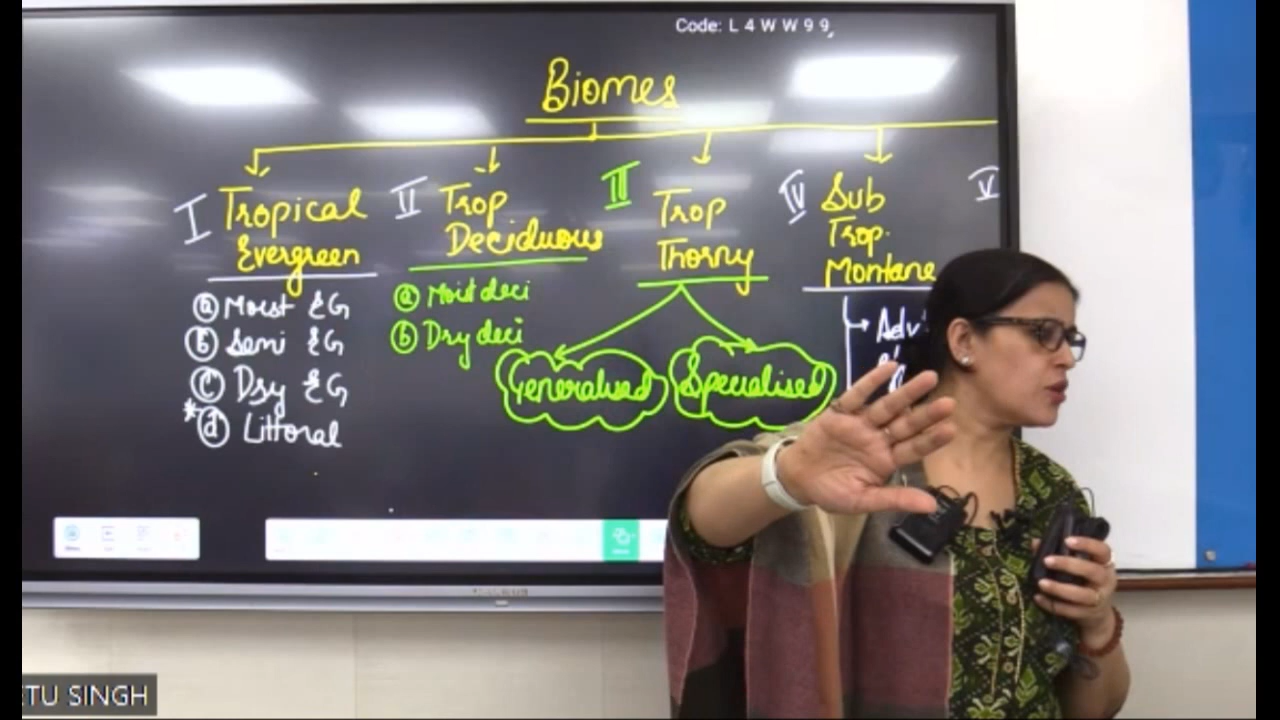 Code: L 4 W W 9 9
Biomes
I Tropical Evergreen
ⓐ Moist EG
ⓑ Semi EG
ⓒ Dry EG
* ⓓ Littoral
II Trop Deciduous
ⓐ Moist deci
ⓑ Dry deci
III Trop Thorny
Generalised
Specialised
IV Sub Trop. Montane
Adv
V
TU SINGH